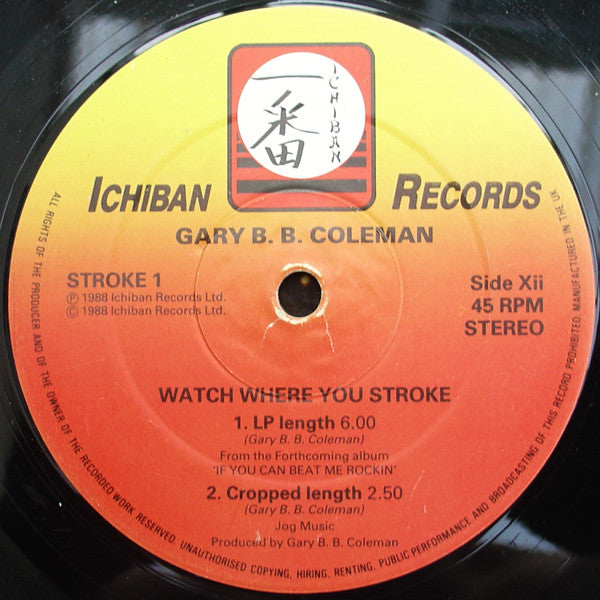 一番
ICHIBAN
ICHIBAN RECORDS
GARY B. B. COLEMAN
STROKE 1
Ⓟ 1988 Ichiban Records Ltd.
© 1988 Ichiban Records Ltd.
Side Xii
45 RPM
STEREO
WATCH WHERE YOU STROKE
1. LP length 6.00
(Gary B. B. Coleman)
From the Forthcoming album
'IF YOU CAN BEAT ME ROCKIN'
2. Cropped length 2.50
(Gary B. B. Coleman)
Jog Music
Produced by Gary B. B. Coleman
ALL RIGHTS OF THE PRODUCER AND OF THE OWNER OF THE RECORDED WORK RESERVED. UNAUTHORISED COPYING, HIRING, RENTING, PUBLIC PERFORMANCE AND BROADCASTING OF THIS RECORD PROHIBITED MANUFACTURED IN THE UK